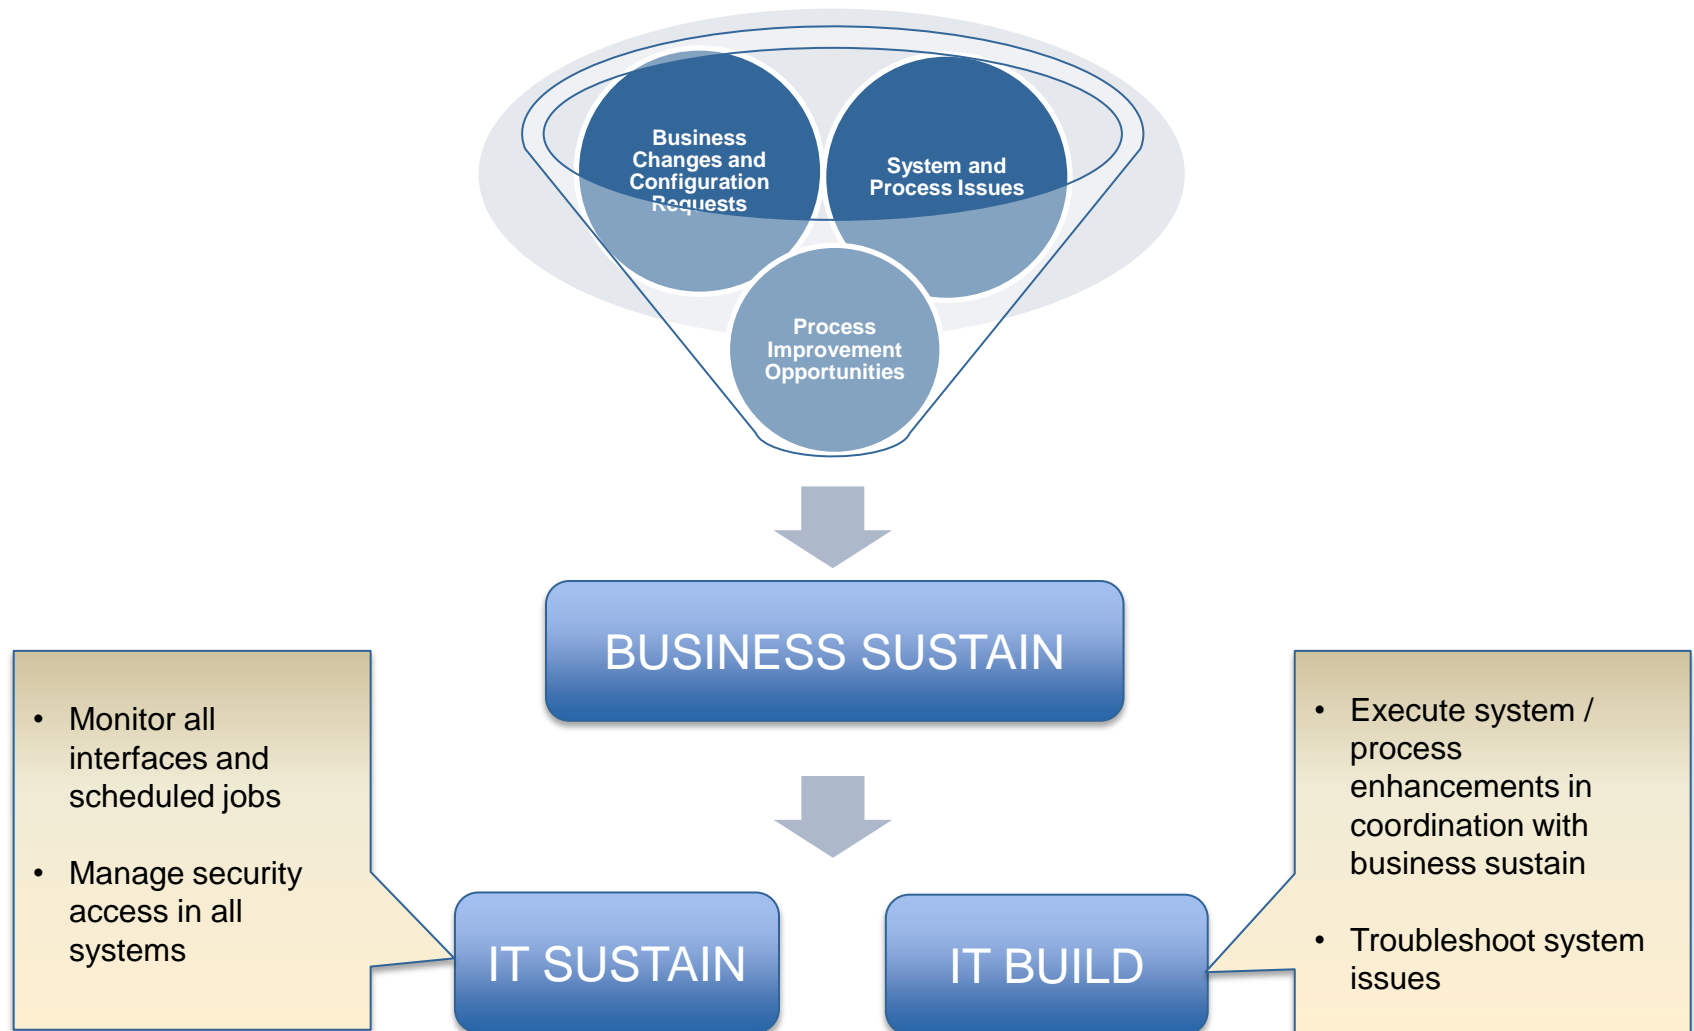 Business
Changes and
Configuration
Requests
System and
Process Issues
Process
Improvement
Opportunities
BUSINESS SUSTAIN
• Monitor all
interfaces and
scheduled jobs
• Manage security
access in all
systems
IT SUSTAIN
IT BUILD
• Execute system /
process
enhancements in
coordination with
business sustain
• Troubleshoot system
issues